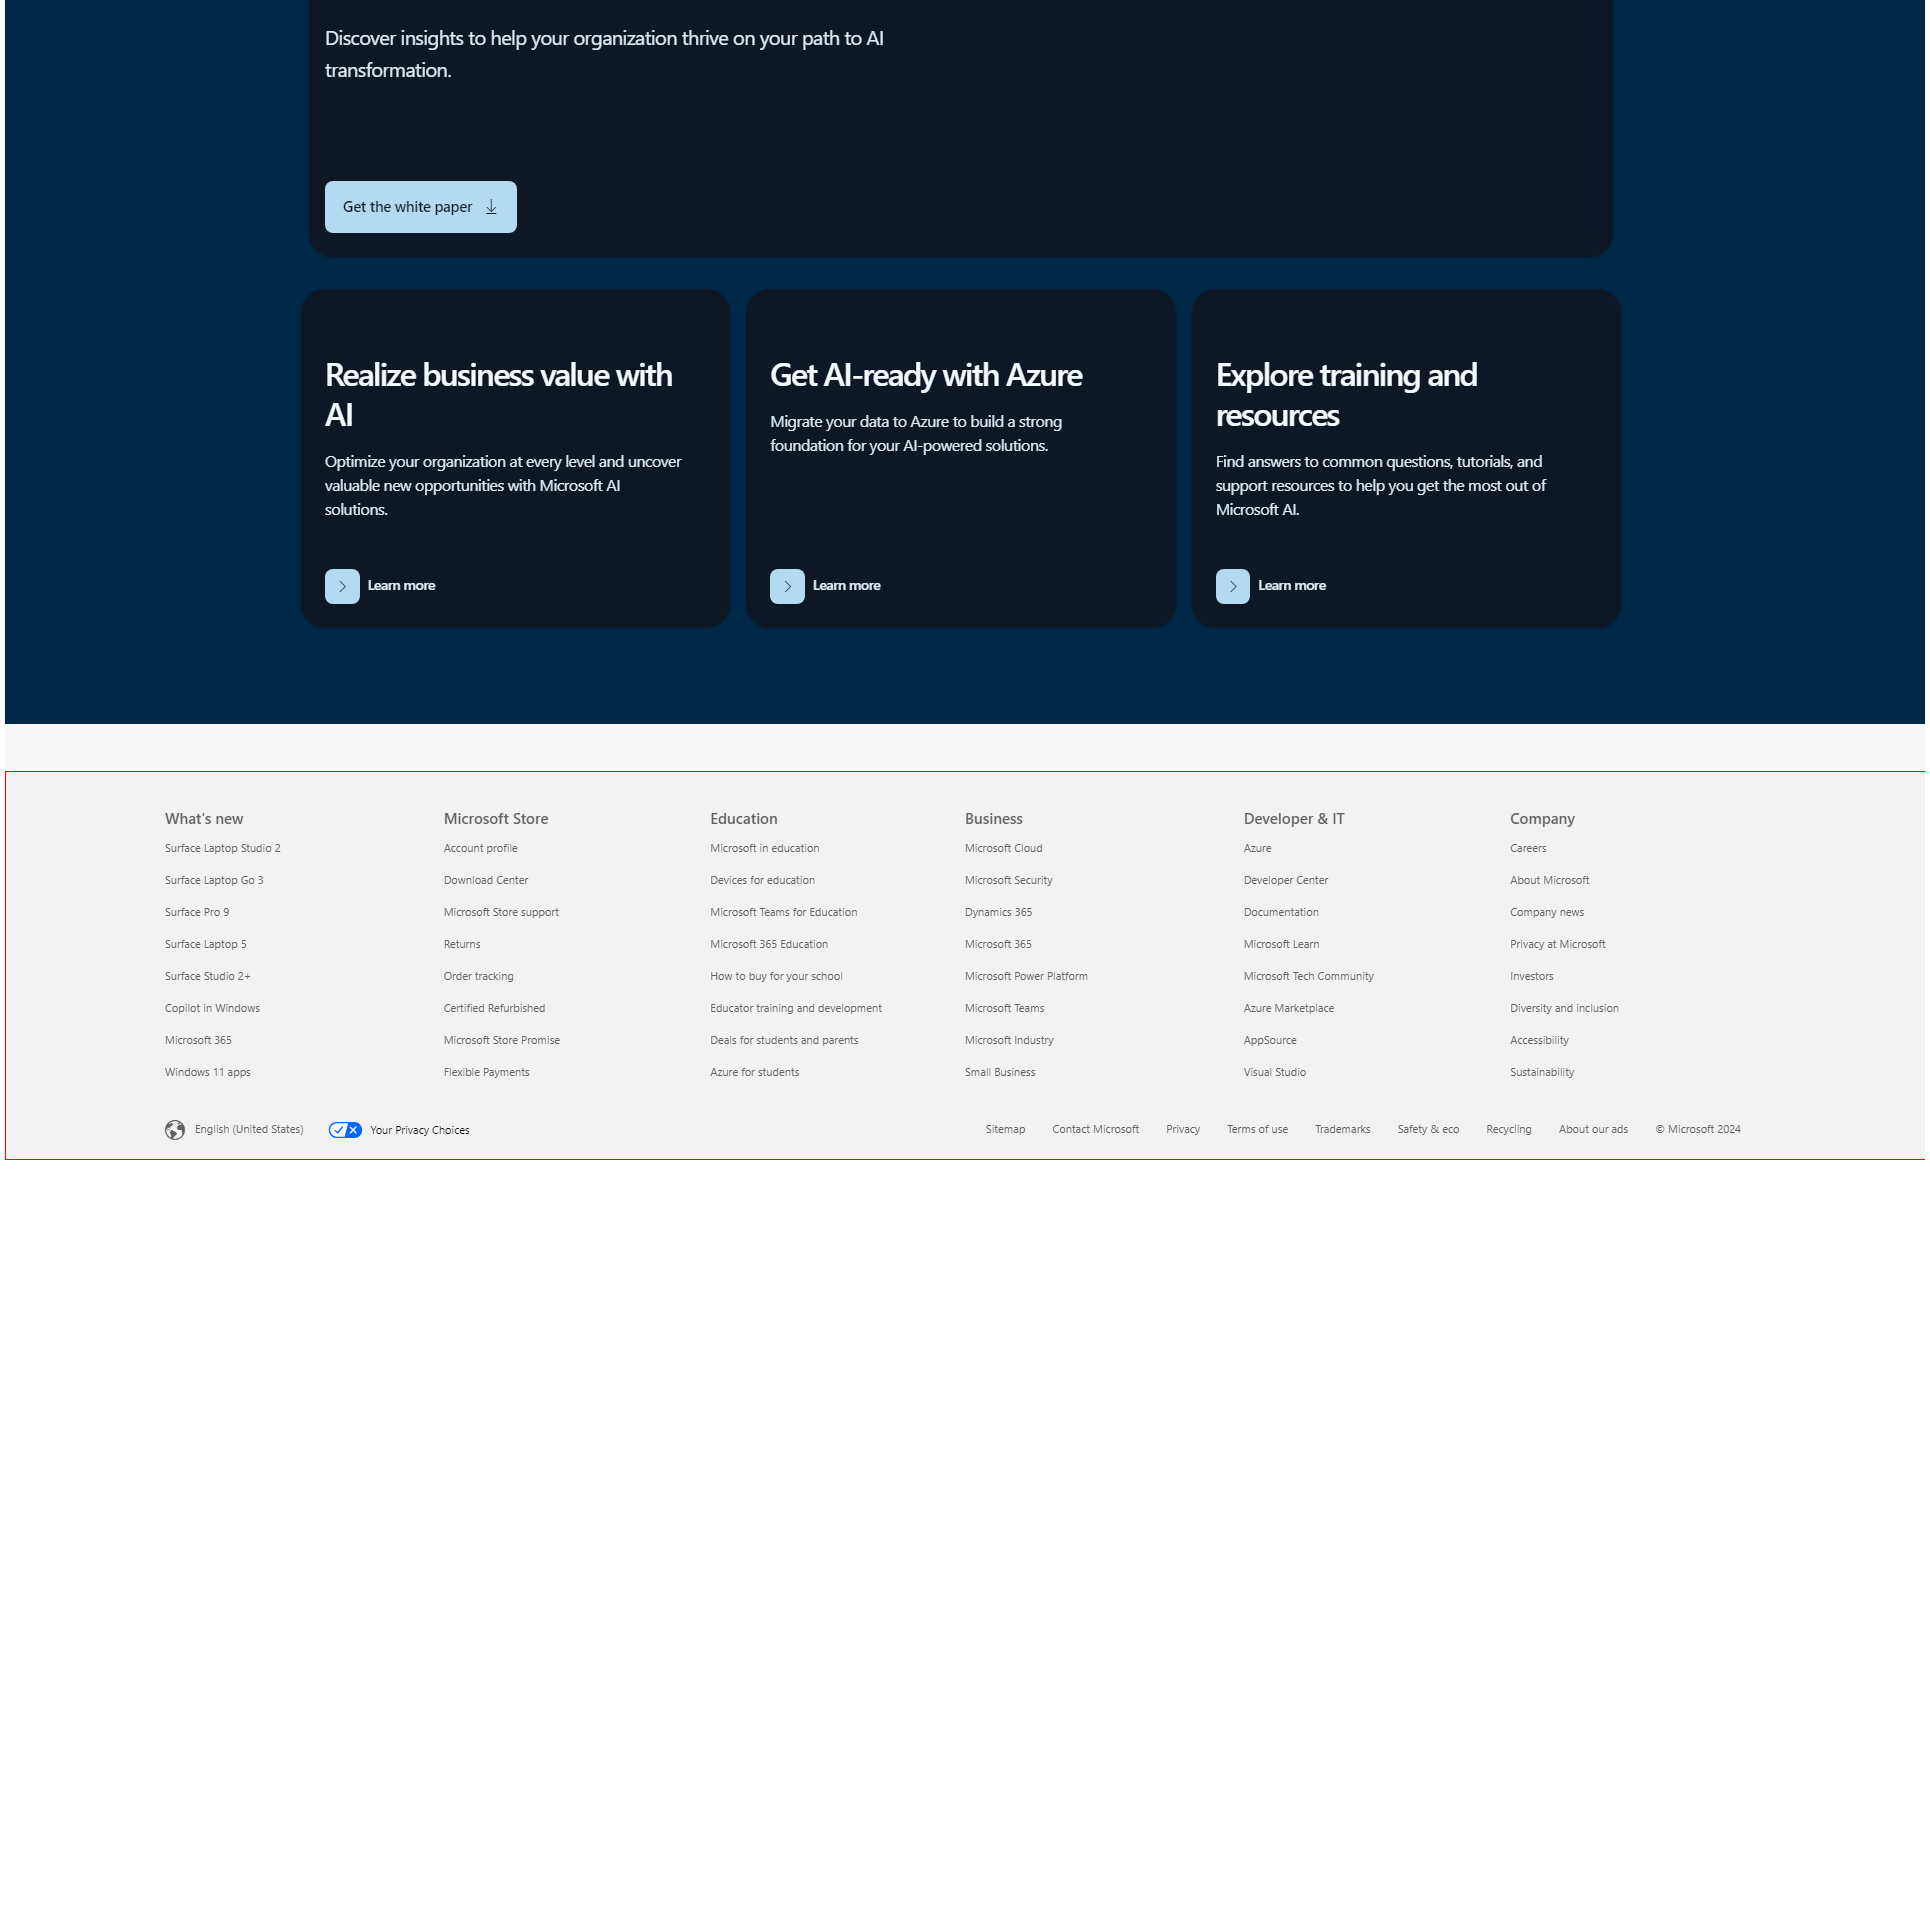 Discover insights to help your organization thrive on your path to AI
transformation.
Get the white paper
Realize business value with
AI
Optimize your organization at every level and uncover
valuable new opportunities with Microsoft AI
solutions.
Learn more
Get AI-ready with Azure
Migrate your data to Azure to build a strong
foundation for your AI-powered solutions.
Learn more
Explore training and
resources
Find answers to common questions, tutorials, and
support resources to help you get the most out of
Microsoft AI.
Learn more
What's new
Surface Laptop Studio 2
Surface Laptop Go 3
Surface Pro 9
Surface Laptop 5
Surface Studio 2+
Copilot in Windows
Microsoft 365
Windows 11 apps
Microsoft Store
Account profile
Download Center
Microsoft Store support
Returns
Order tracking
Certified Refurbished
Microsoft Store Promise
Flexible Payments
Education
Microsoft in education
Devices for education
Microsoft Teams for Education
Microsoft 365 Education
How to buy for your school
Educator training and development
Deals for students and parents
Azure for students
Business
Microsoft Cloud
Microsoft Security
Dynamics 365
Microsoft 365
Microsoft Power Platform
Microsoft Teams
Microsoft Industry
Small Business
Developer & IT
Azure
Developer Center
Documentation
Microsoft Learn
Microsoft Tech Community
Azure Marketplace
AppSource
Visual Studio
Company
Careers
About Microsoft
Company news
Privacy at Microsoft
Investors
Diversity and inclusion
Accessibility
Sustainability
English (United States) Your Privacy Choices Sitemap Contact Microsoft Privacy Terms of use Trademarks Safety & eco Recycling About our ads © Microsoft 2024